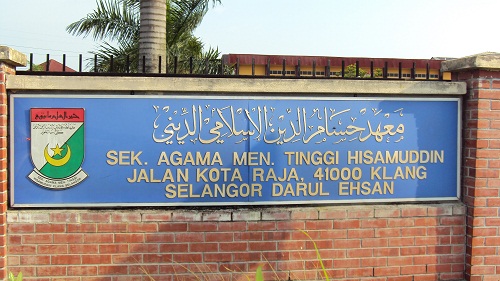 معهد حسام الدين الإسلامي الديني
SEK. AGAMA MEN. TINGGI HISAMUDDIN
JALAN KOTA RAJA, 41000 KLANG
SELANGOR DARUL EHSAN